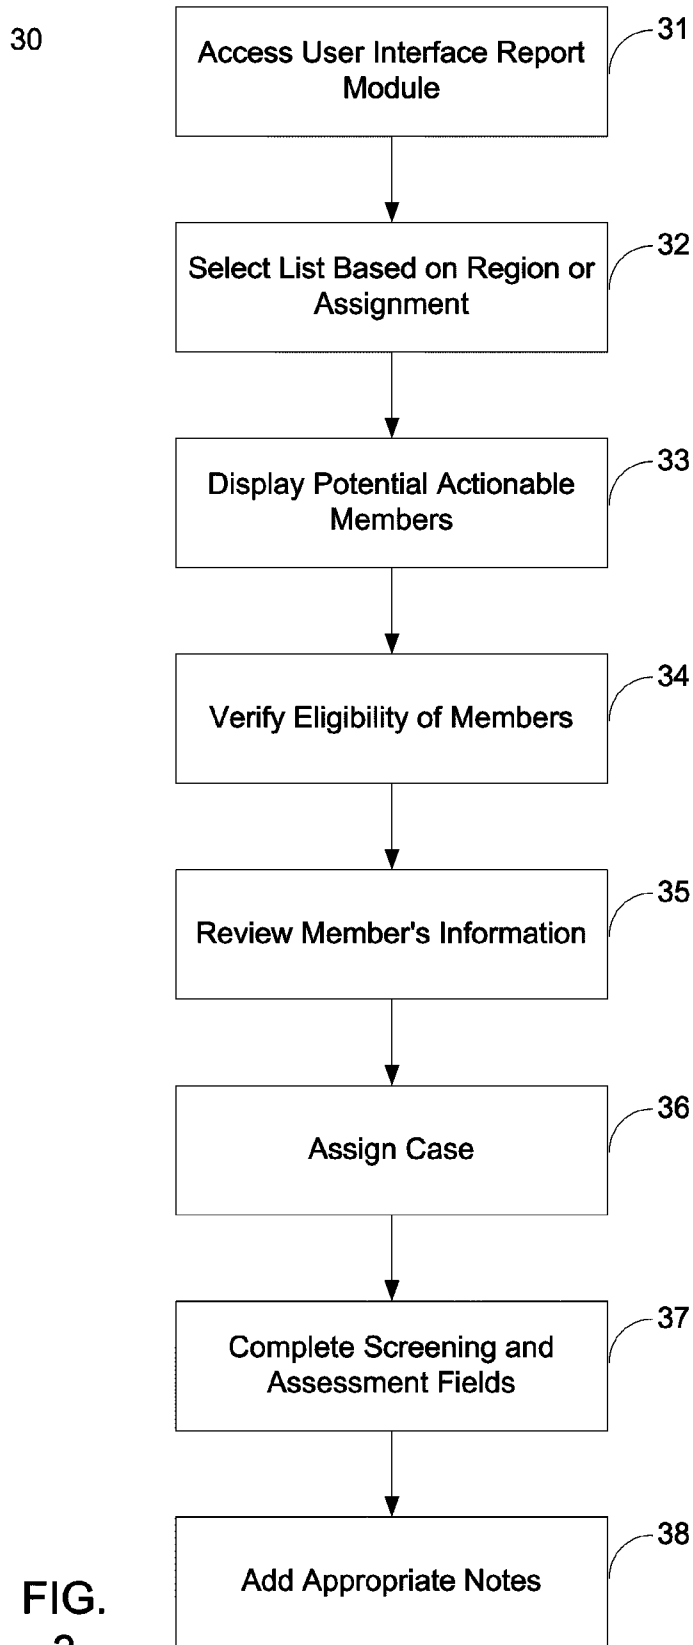 30
Access User Interface Report
Module
31
Select List Based on Region or
Assignment
32
Display Potential Actionable
Members
33
Verify Eligibility of Members
34
Review Member's Information
35
Assign Case
36
Complete Screening and
Assessment Fields
37
Add Appropriate Notes
38
FIG.